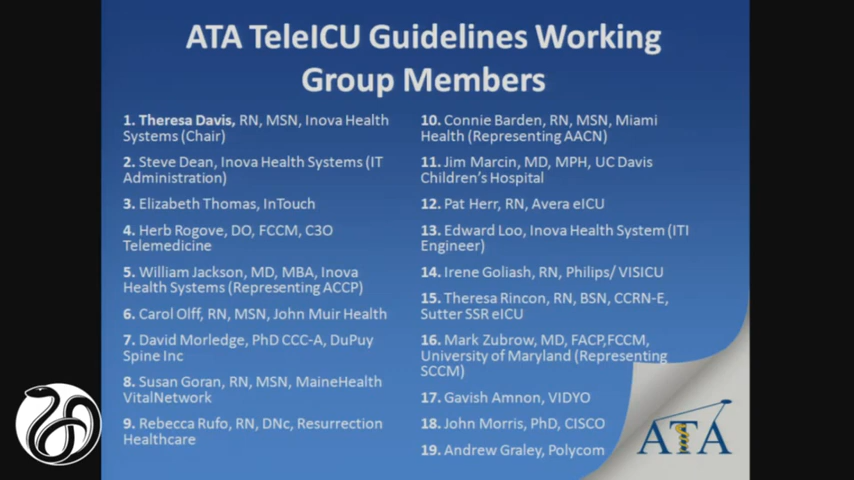 ATA TeleICU Guidelines Working
Group Members
1. Theresa Davis, RN, MSN, Inova Health
Systems (Chair)
2. Steve Dean, Inova Health Systems (IT
Administration)
3. Elizabeth Thomas, InTouch
4. Herb Rogove, DO, FCCM, C3O
Telemedicine
5. William Jackson, MD, MBA, Inova
Health Systems (Representing ACCP)
6. Carol Olff, RN, MSN, John Muir Health
7. David Morledge, PhD CCC-A, DuPuy
Spine Inc
8. Susan Goran, RN, MSN, MaineHealth
VitalNetwork
9. Rebecca Rufo, RN, DNc, Resurrection
Healthcare
10. Connie Barden, RN, MSN, Miami
Health (Representing AACN)
11. Jim Marcin, MD, MPH, UC Davis
Children's Hospital
12. Pat Herr, RN, Avera eICU
13. Edward Loo, Inova Health System (ITI
Engineer)
14. Irene Goliash, RN, Philips/ VISICU
15. Theresa Rincon, RN, BSN, CCRN-E,
Sutter SSR eICU
16. Mark Zubrow, MD, FACP,FCCM,
University of Maryland (Representing
SCCM)
17. Gavish Amnon, VIDYO
18. John Morris, PhD, CISCO
19. Andrew Graley, Polycom
ATA